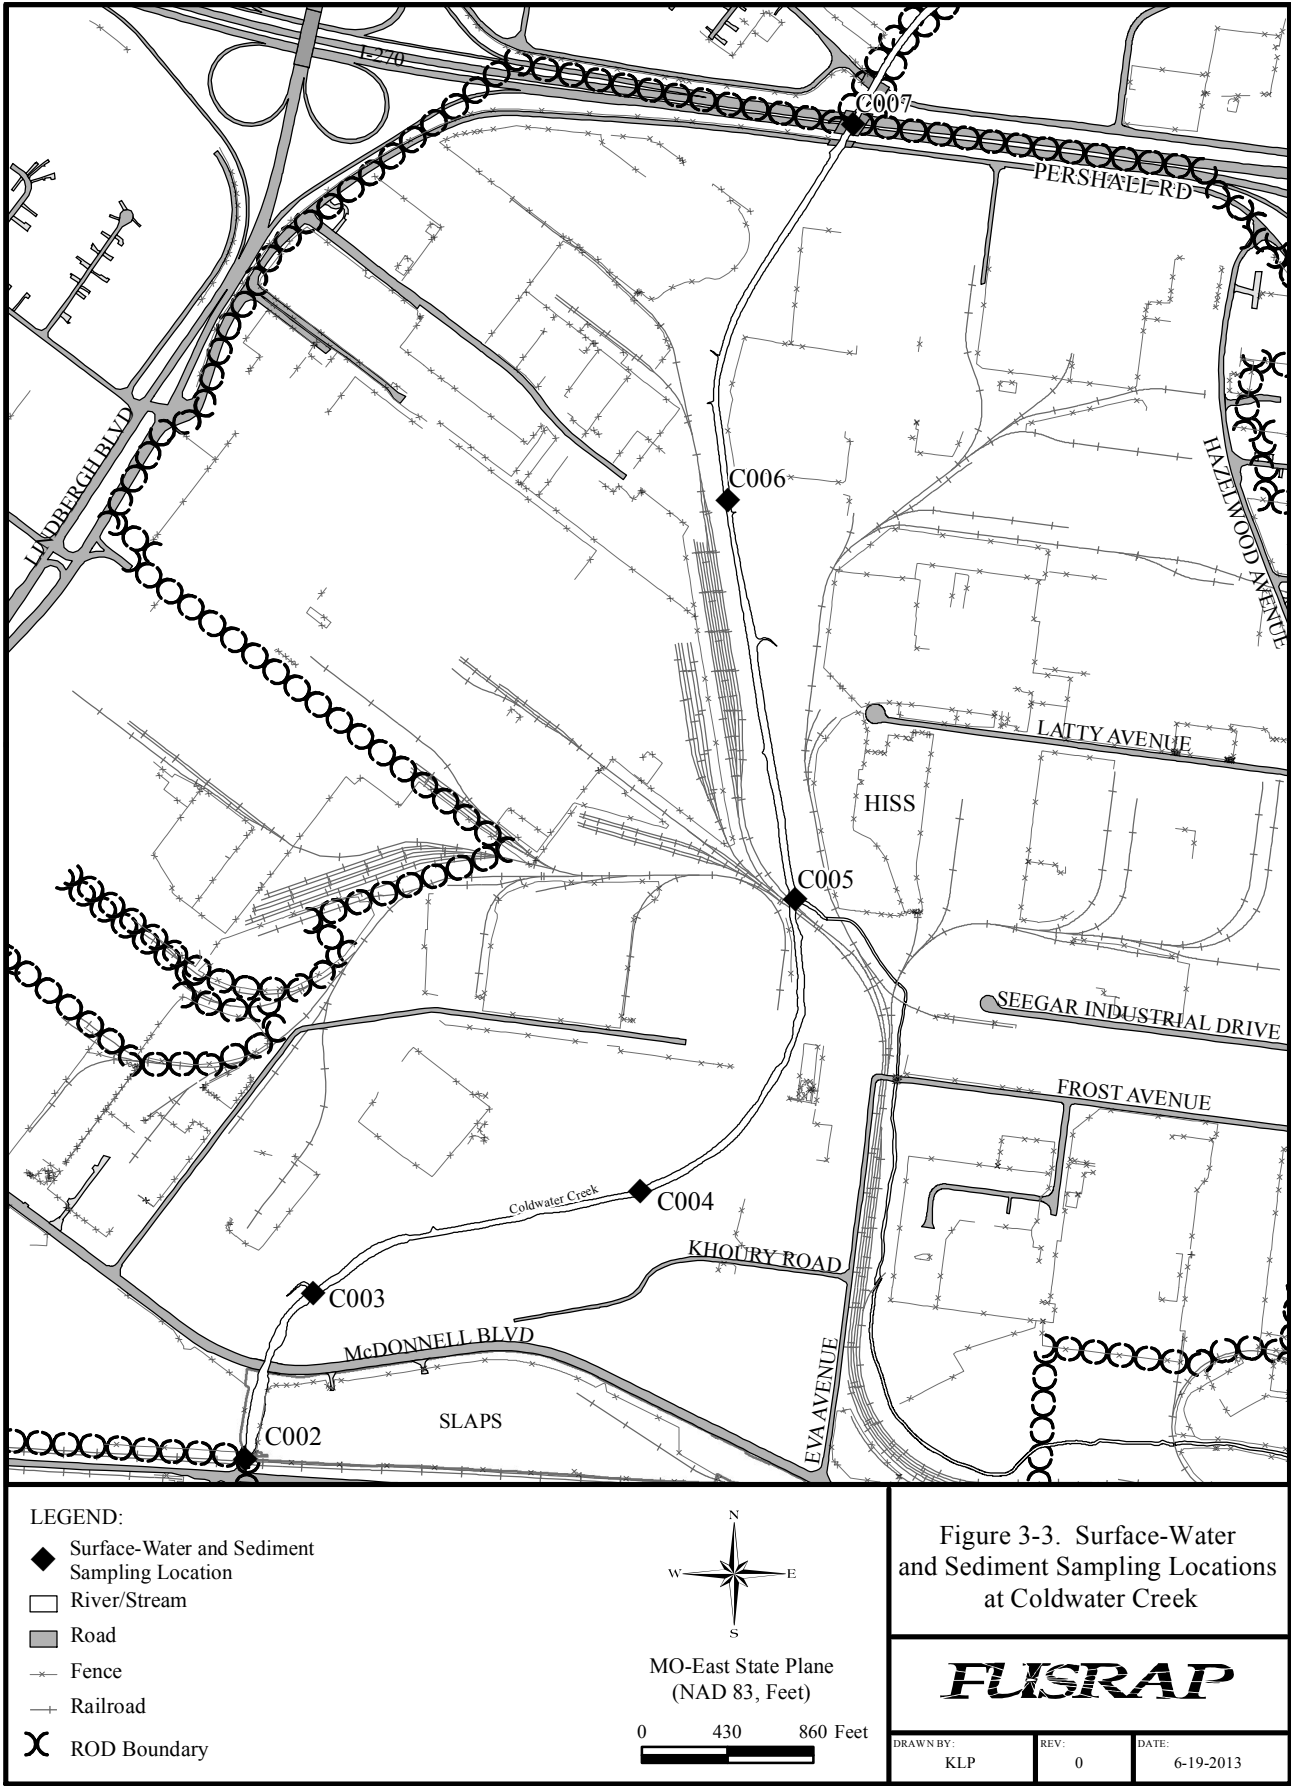 I-270
C007
PERSHALL RD
LINDBERGH BLVD
HAZELWOOD AVENUE
C006
LATTY AVENUE
HISS
C005
SEEGAR INDUSTRIAL DRIVE
FROST AVENUE
Coldwater Creek
C004
KHOURY ROAD
C003
McDONNELL BLVD
EVA AVENUE
SLAPS
C002
LEGEND:
Surface-Water and Sediment
Sampling Location
River/Stream
Road
Fence
Railroad
ROD Boundary
N
W E
S
MO-East State Plane
(NAD 83, Feet)
0 430 860 Feet
Figure 3-3. Surface-Water
and Sediment Sampling Locations
at Coldwater Creek
FUSRAP
DRAWN BY: REV: DATE:
KLP 0 6-19-2013